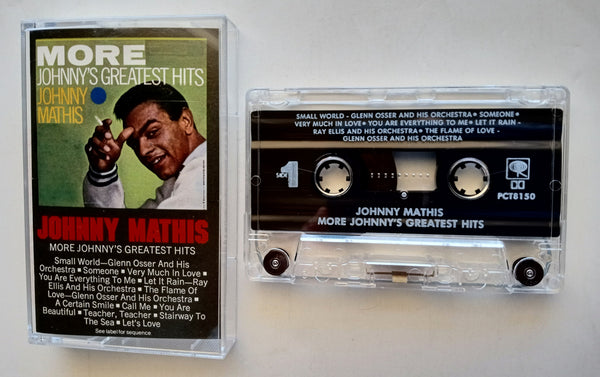 MORE
JOHNNY'S GREATEST HITS
JOHNNY
MATHIS
JOHNNY MATHIS
MORE JOHNNY'S GREATEST HITS
Small World—Glenn Osser And His
Orchestra ■ Someone ■ Very Much In Love ■
You Are Everything To Me ■ Let It Rain—Ray
Ellis And His Orchestra ■ The Flame Of
Love—Glenn Osser And His Orchestra ■
A Certain Smile ■ Call Me ■ You Are
Beautiful ■ Teacher, Teacher ■ Stairway To
The Sea ■ Let's Love
See label for sequence
SMALL WORLD - GLENN OSSER AND HIS ORCHESTRA■ SOMEONE■
VERY MUCH IN LOVE■ YOU ARE EVERYTHING TO ME■ LET IT RAIN -
RAY ELLIS AND HIS ORCHESTRA■ THE FLAME OF LOVE -
GLENN OSSER AND HIS ORCHESTRA
SIDE 1
PCT8150
JOHNNY MATHIS
MORE JOHNNY'S GREATEST HITS